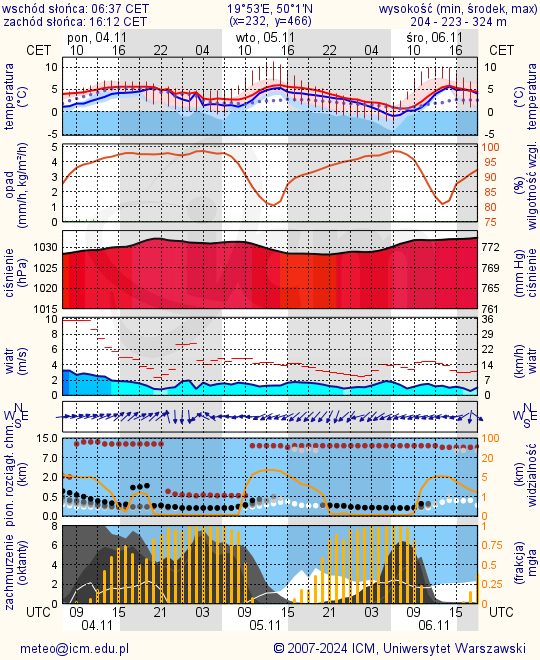 wschód słońca: 06:37 CET 19°53'E, 50°1'N wysokość (min, środek, max)
zachód słońca: 16:12 CET (x=232, y=466) 204 - 223 - 324 m
pon, 04.11 wto, 05.11 śro, 06.11
CET 10 16 22 04 10 16 22 04 10 16 CET
temperatura (°C)
10 5 0 -5
10 5 0 -5
(°C) temperatura
opad (mm/h, kg/m²/h)
5 4 3 2 1 0
100 95 90 85 80 75
(%) wilgotność wzgl.
ciśnienie (hPa)
1030 1025 1020 1015
772 769 765 761
(mm Hg) ciśnienie
wiatr (m/s)
10 8 6 4 2 0
36 29 22 14 7 0
(km/h) wiatr
N W E S
N W E S
pion. rozciągł. chm. (km)
15.0 7.0 2.0 0.5 0.0
100 20 5 1 0
(km) widzialność
zachmurzenie (oktanty)
8 6 4 2 0
1 0.75 0.5 0.25 0
(frakcja) mgła
UTC 09 15 21 03 09 15 21 03 09 15 UTC
04.11 05.11 06.11
meteo@icm.edu.pl © 2007-2024 ICM, Uniwersytet Warszawski